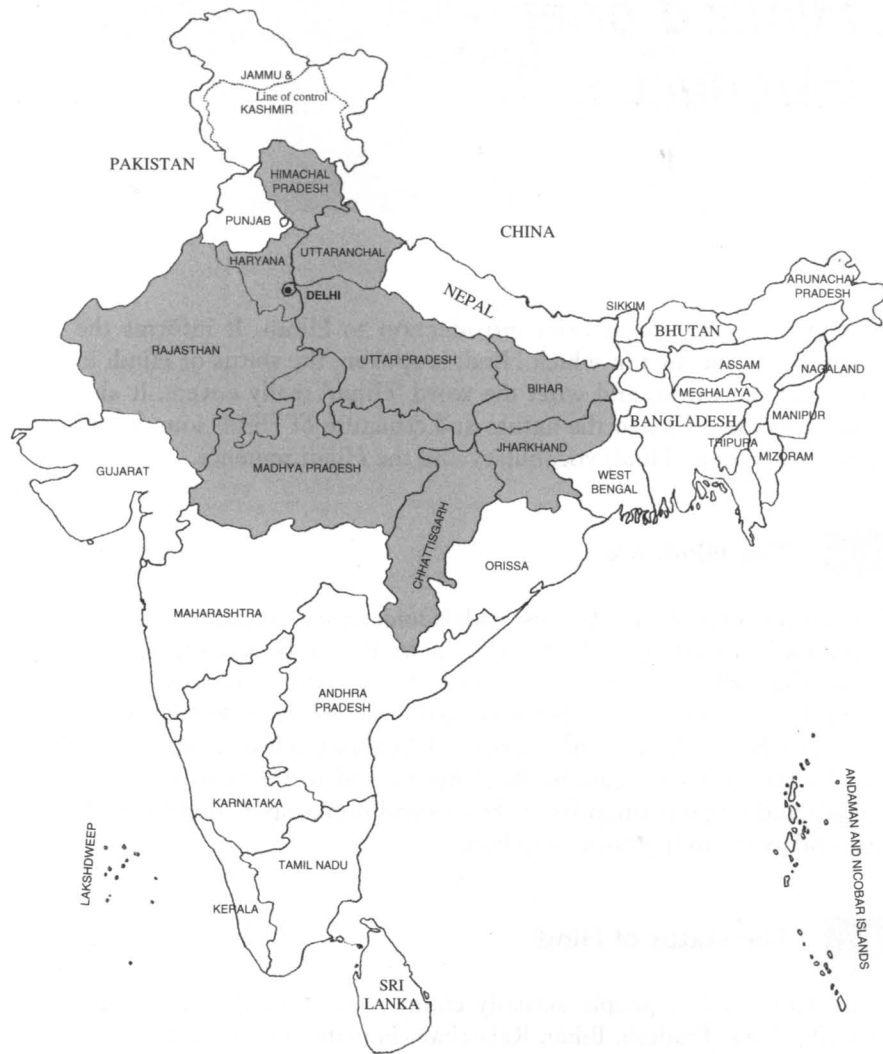 JAMMU &
Line of control
KASHMIR
PAKISTAN
HIMACHAL
PRADESH
PUNJAB
CHINA
HARYANA
UTTARANCHAL
DELHI
NEPAL
SIKKIM
ARUNACHAL
PRADESH
BHUTAN
RAJASTHAN
UTTAR PRADESH
ASSAM
NAGALAND
BIHAR
MEGHALAYA
BANGLADESH
MANIPUR
JHARKHAND
TRIPURA
MIZORAM
GUJARAT
MADHYA PRADESH
WEST
BENGAL
CHHATTISGARH
ORISSA
MAHARASHTRA
ANDHRA
PRADESH
KARNATAKA
LAKSHDWEEP
ANDAMAN AND NICOBAR ISLANDS
TAMIL NADU
KERALA
SRI
LANKA